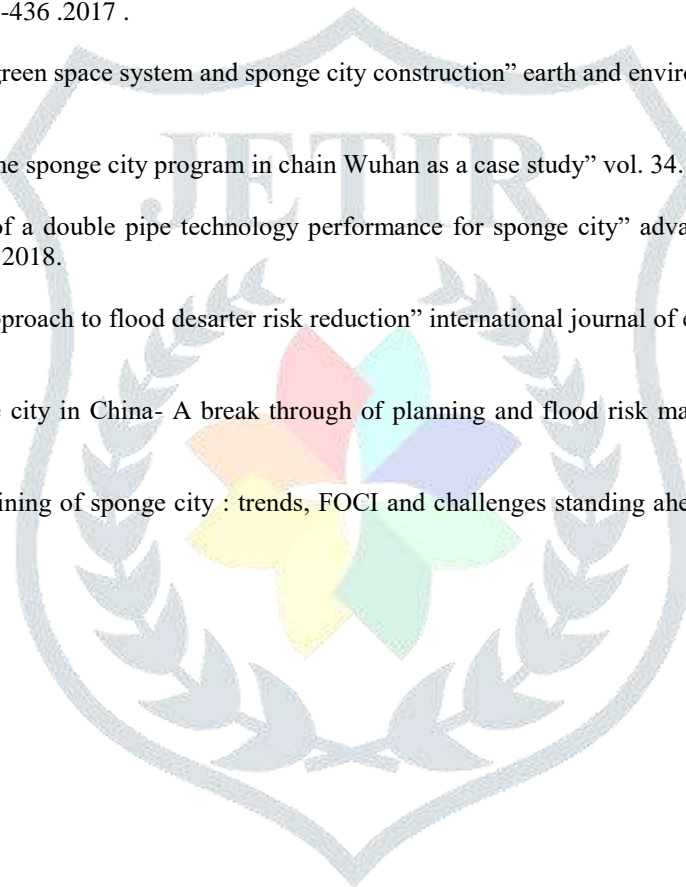 -436 .2017 .
green space system and sponge city construction” earth and enviro
he sponge city program in chain Wuhan as a case study” vol. 34.
of a double pipe technology performance for sponge city” adva
2018.
pproach to flood desarter risk reduction” international journal of e
e city in China- A break through of planning and flood risk ma
ining of sponge city : trends, FOCI and challenges standing ahe
JETIR